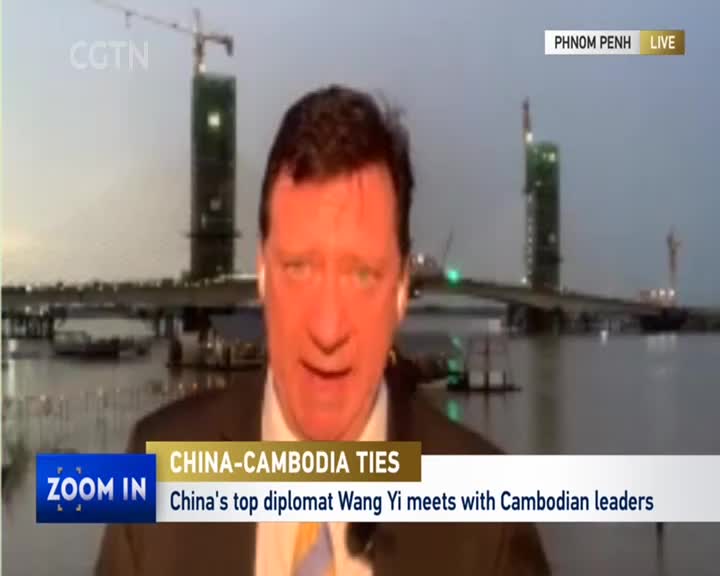 CGTN
PHNOM PENH LIVE
CHINA-CAMBODIA TIES
ZOOM IN
China's top diplomat Wang Yi meets with Cambodian leaders